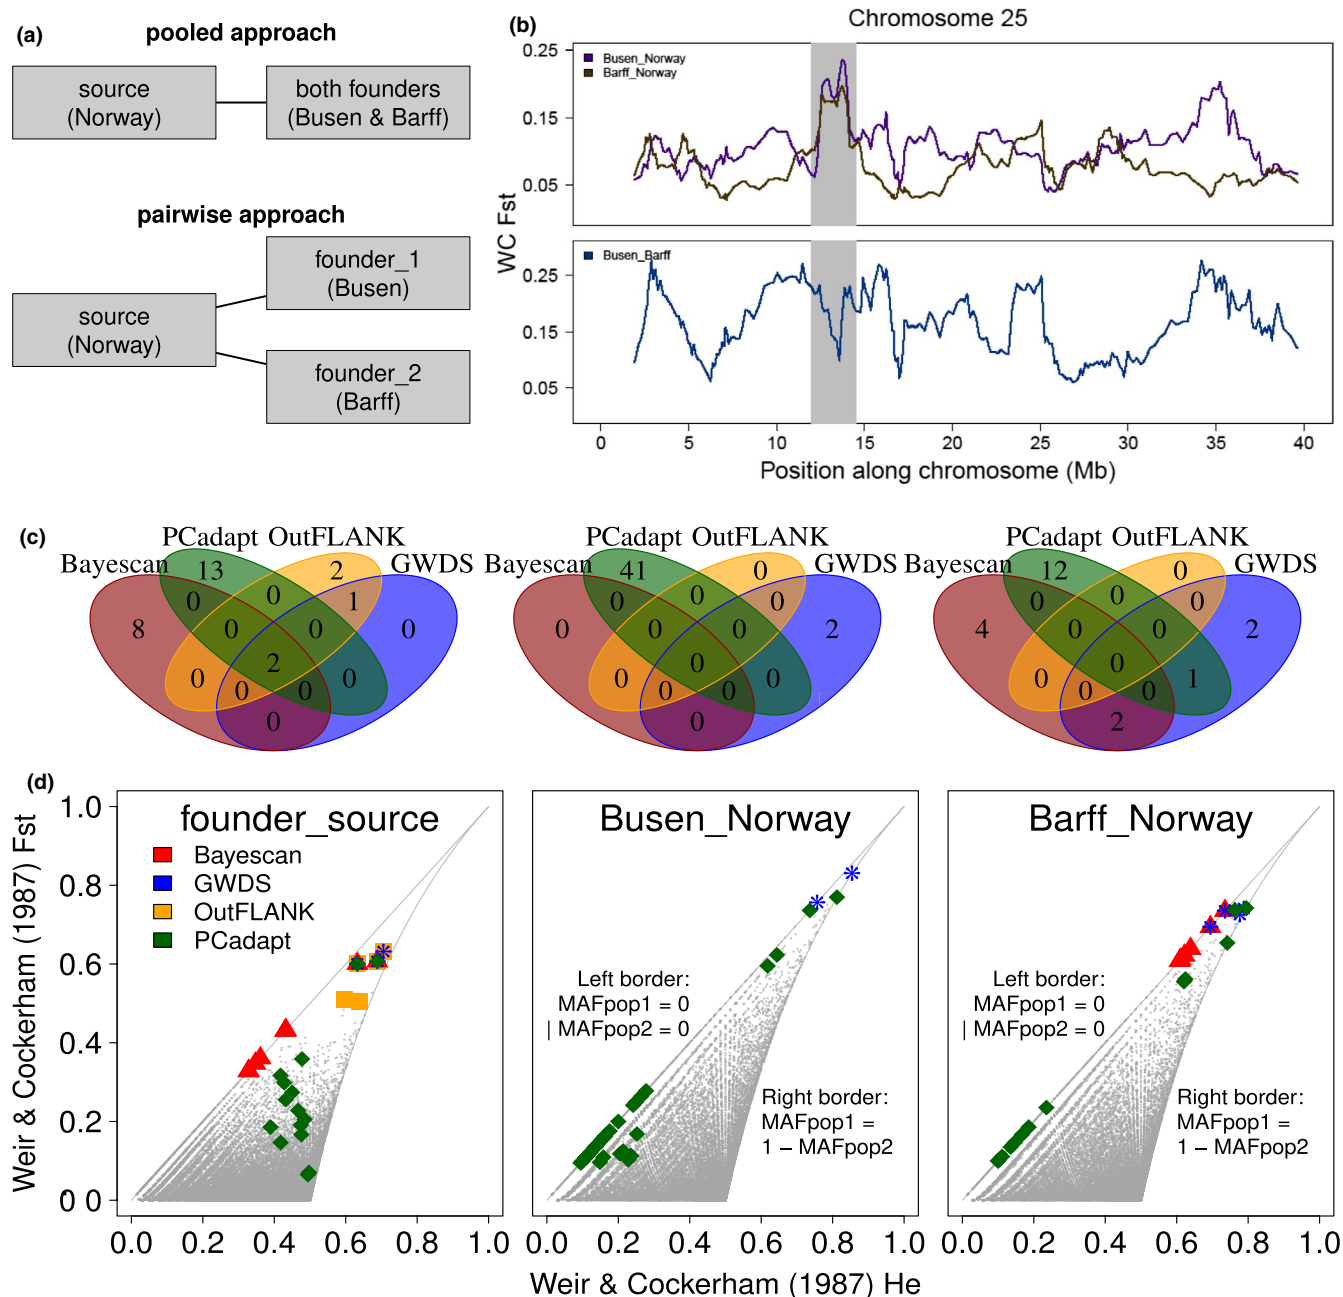 (a)
pooled approach
source
(Norway)
both founders
(Busen & Barff)
pairwise approach
source
(Norway)
founder_1
(Busen)
founder_2
(Barff)
(b)
Chromosome 25
Busen_Norway
Barff_Norway
0.25
0.15
0.05
WC Fst
Busen_Barff
0.25
0.15
0.05
0 5 10 15 20 25 30 35 40
Position along chromosome (Mb)
(c)
PCadapt OutFLANK
Bayescan GWDS
13 2
0 0 1
8 0 0 0
2
0 0 0 0
0
PCadapt OutFLANK
Bayescan GWDS
41 0
0 0 0
0 0 0 2
0
0 0 0 0
0
PCadapt OutFLANK
Bayescan GWDS
12 0
0 0 0
4 0 0 2
0
0 0 0 1
2
(d)
Weir & Cockerham (1987) Fst
1.0
0.8
0.6
0.4
0.2
0 0
founder_source
Bayescan
GWDS
OutFLANK
PCadapt
0.0 0.2 0.4 0.6 0.8 1.0
Busen_Norway
Left border:
MAFpop1 = 0
| MAFpop2 = 0
Right border:
MAFpop1 =
1 − MAFpop2
0.0 0.2 0.4 0.6 0.8 1.0
Barff_Norway
Left border:
MAFpop1 = 0
| MAFpop2 = 0
Right border:
MAFpop1 =
1 − MAFpop2
0.0 0.2 0.4 0.6 0.8 1.0
Weir & Cockerham (1987) He